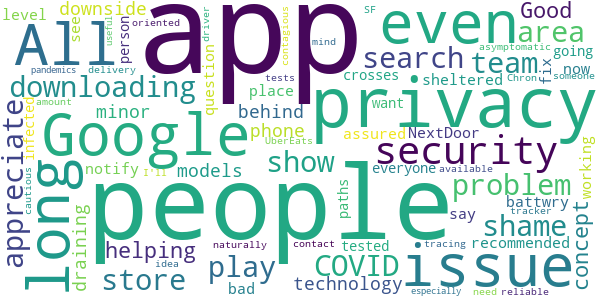 downside All app even Good
level see person oriented useful driver contagious SF asymptomatic area
pandemics delivery question mind search team fix going
downloading tests crosses sheltered Chron someone now
amount place behind want privacy
appreciate infected minor Google phone assured NextDoor
cautious notify I'll UberEats show security everyone working
long draining models people paths available problem
battwry say tracker shame concept
helping naturally contact tested tracing recommended
store idea play COVID issue
bad technology especially need reliable